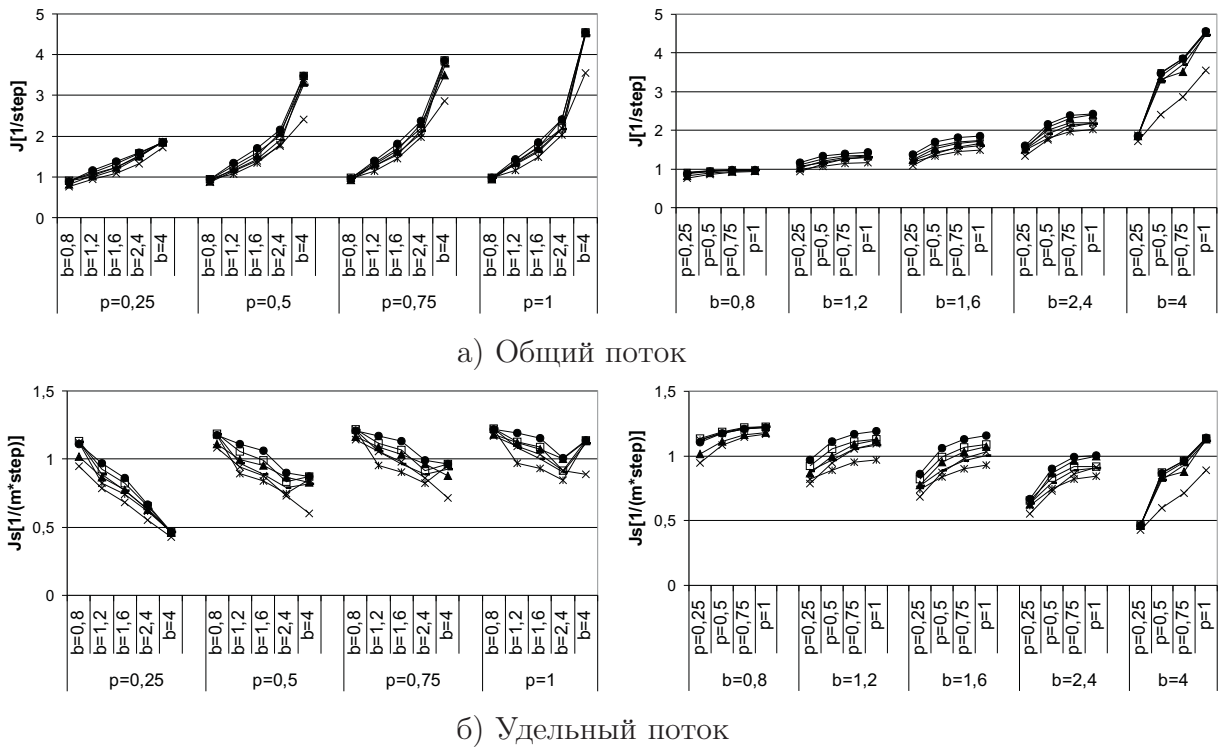 J[1/step]
5
4
3
2
1
0
b=0,8 b=1,2 b=1,6 b=2,4 b=4 b=0,8 b=1,2 b=1,6 b=2,4 b=4 b=0,8 b=1,2 b=1,6 b=2,4 b=4 b=0,8 b=1,2 b=1,6 b=2,4 b=4
p=0,25 p=0,5 p=0,75 p=1
J[1/step]
5
4
3
2
1
0
p=0,25 p=0,5 p=0,75 p=1 p=0,25 p=0,5 p=0,75 p=1 p=0,25 p=0,5 p=0,75 p=1 p=0,25 p=0,5 p=0,75 p=1 p=0,25 p=0,5 p=0,75 p=1
b=0,8 b=1,2 b=1,6 b=2,4 b=4
а) Общий поток
Js[1/(m*step)]
1,5
1
0,5
0
b=0,8 b=1,2 b=1,6 b=2,4 b=4 b=0,8 b=1,2 b=1,6 b=2,4 b=4 b=0,8 b=1,2 b=1,6 b=2,4 b=4 b=0,8 b=1,2 b=1,6 b=2,4 b=4
p=0,25 p=0,5 p=0,75 p=1
Js[1/(m*step)]
1,5
1
0,5
0
p=0,25 p=0,5 p=0,75 p=1 p=0,25 p=0,5 p=0,75 p=1 p=0,25 p=0,5 p=0,75 p=1 p=0,25 p=0,5 p=0,75 p=1 p=0,25 p=0,5 p=0,75 p=1
b=0,8 b=1,2 b=1,6 b=2,4 b=4
б) Удельный поток